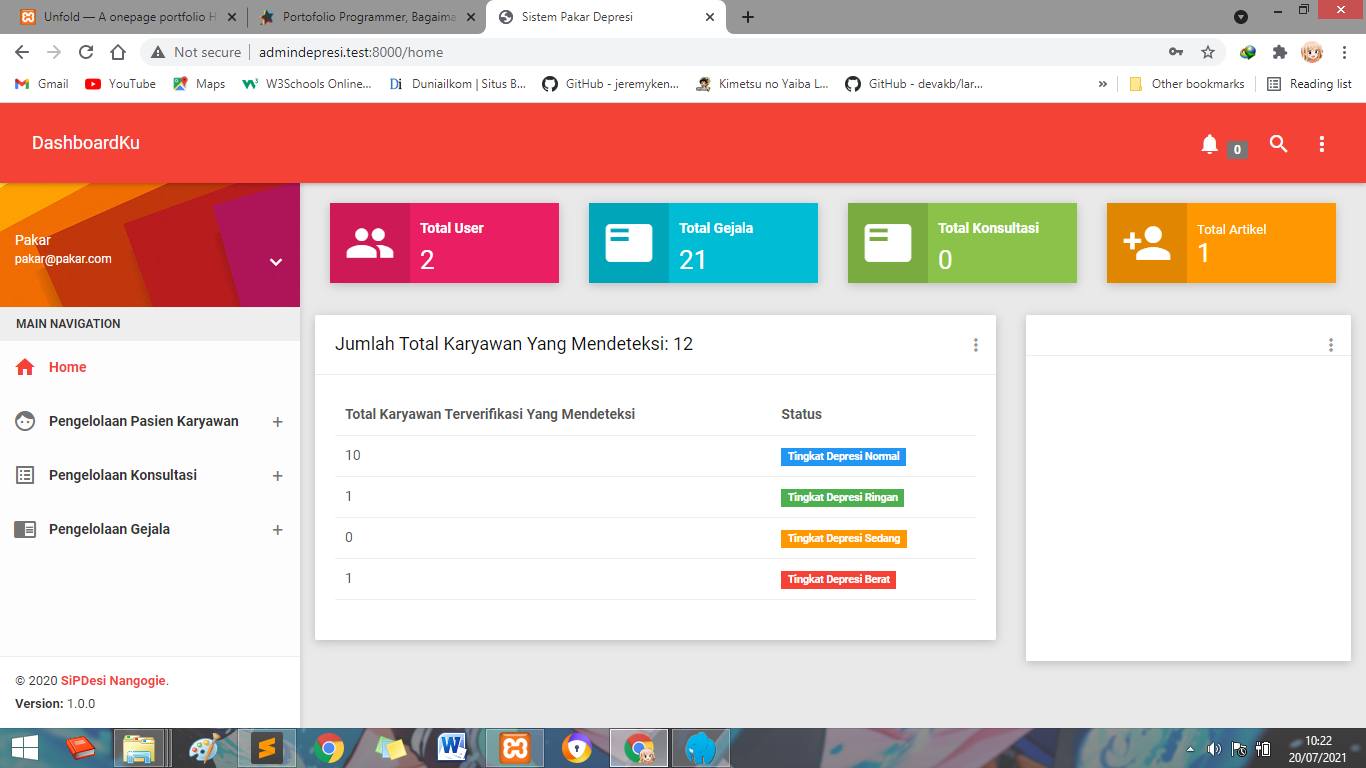 Unfold — A onepage portfolio H
Portofolio Programmer, Bagaima
Sistem Pakar Depresi
Not secure
admindepresi.test:8000/home
Gmail
YouTube
Maps
W3Schools Online...
Duniailkom | Situs B...
GitHub - jeremyken...
Kimetsu no Yaiba L...
GitHub - devakb/lar...
»
Other bookmarks
Reading list
DashboardKu
0
Pakar
pakar@pakar.com
MAIN NAVIGATION
Home
Pengelolaan Pasien Karyawan +
Pengelolaan Konsultasi +
Pengelolaan Gejala +
© 2020 SiPDesi Nangogie.
Version: 1.0.0
Total User
2
Total Gejala
21
Total Konsultasi
0
Total Artikel
1
Jumlah Total Karyawan Yang Mendeteksi: 12
Total Karyawan Terverifikasi Yang Mendeteksi Status
10 Tingkat Depresi Normal
1 Tingkat Depresi Ringan
0 Tingkat Depresi Sedang
1 Tingkat Depresi Berat
10:22
20/07/2021